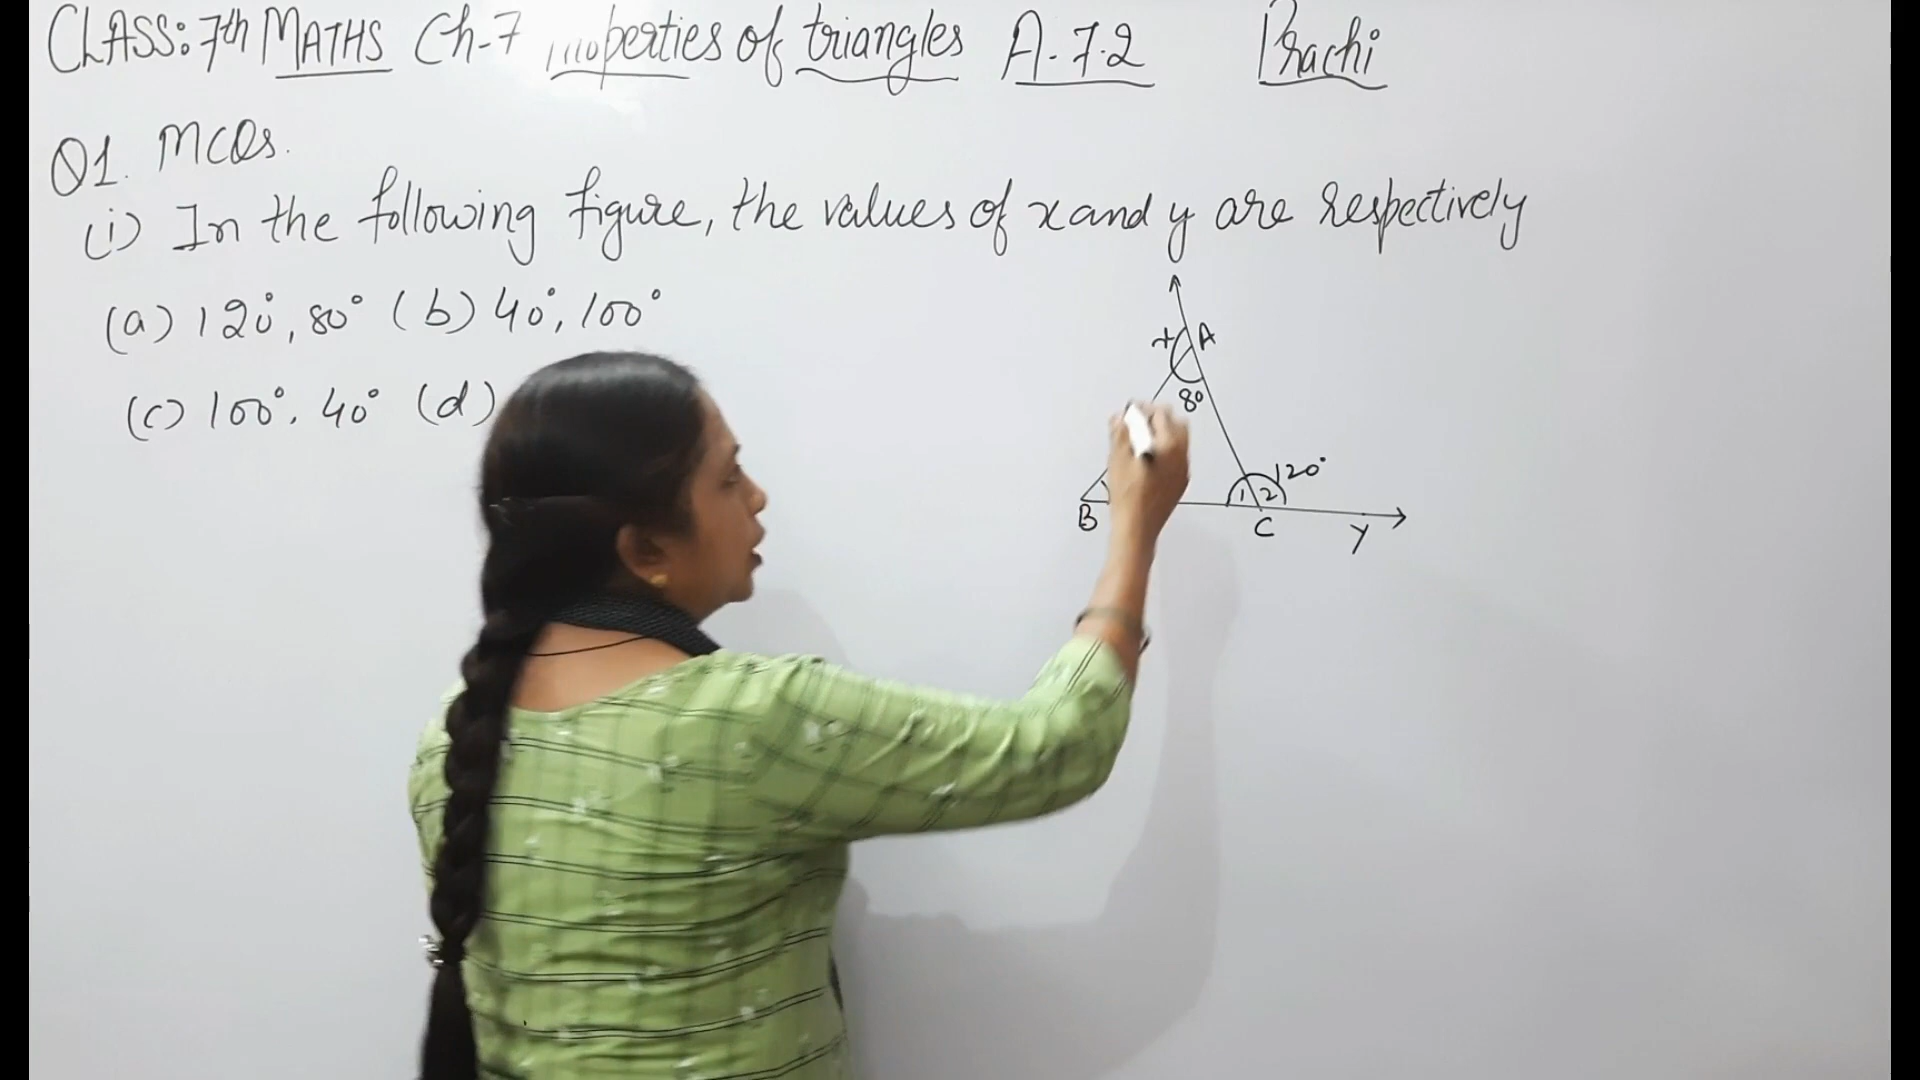 CLASS: 7th MATHS Ch-7 Properties of triangles A-7.2 Prachi
Q1. MCQs.
(i) In the following figure, the values of x and y are respectively
(a) 120°, 80° (b) 40°, 100°
(c) 100°, 40° (d)
x A
80
120°
1 2
B C Y